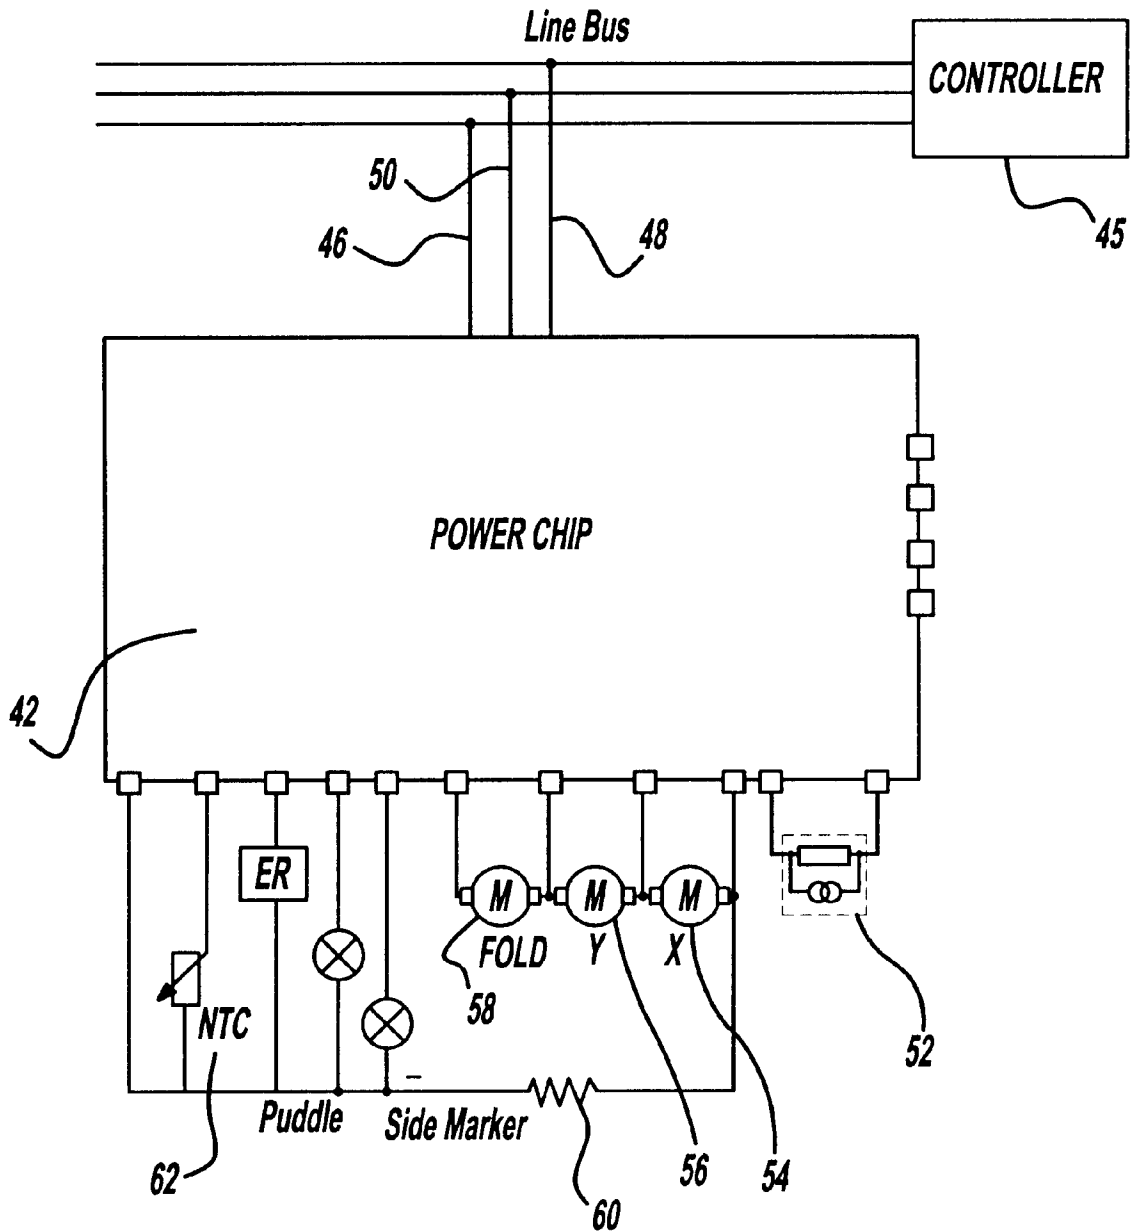 Line Bus
CONTROLLER
50
46
48
45
POWER CHIP
42
ER
M
M
M
FOLD
Y
X
58
NTC
52
Puddle
Side Marker
62
56
54
60